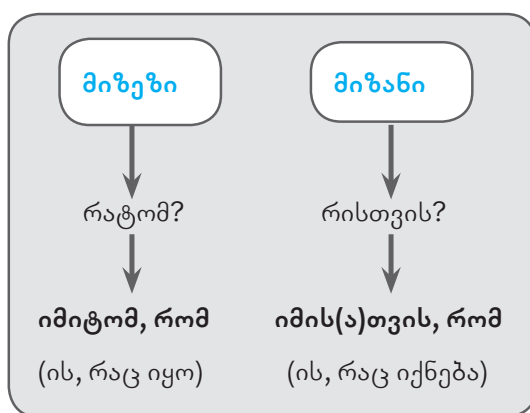 მიზეზი
რატომ?
იმიტომ, რომ
(ის, რაც იყო)
მიზანი
რისთვის?
იმის(ა)თვის, რომ
(ის, რაც იქნება)